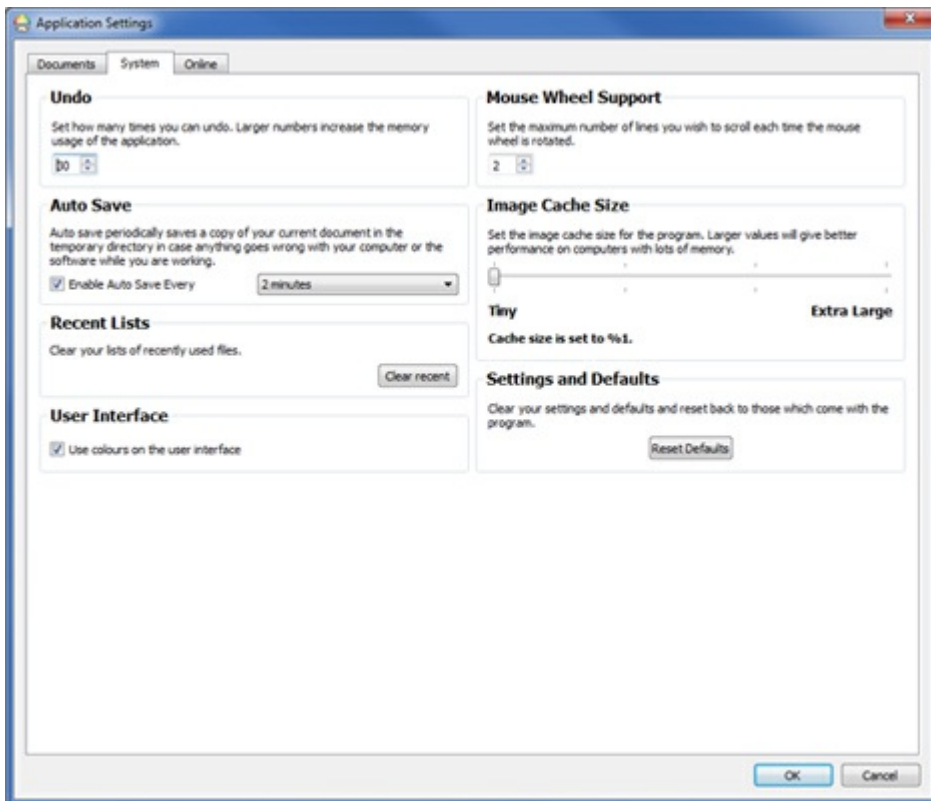 Application Settings
Documents System Online
Undo
Set how many times you can undo. Larger numbers increase the memory
usage of the application.
Auto Save
Auto save periodically saves a copy of your current document in the
temporary directory in case anything goes wrong with your computer or the
software while you are working.
Enable Auto Save Every 2 minutes
Recent Lists
Clear your lists of recently used files.
Clear recent
User Interface
Use colours on the user interface
Mouse Wheel Support
Set the maximum number of lines you wish to scroll each time the mouse
wheel is rotated.
2
Image Cache Size
Set the image cache size for the program. Larger values will give better
performance on computers with lots of memory.
Tiny Extra Large
Cache size is set to %1.
Settings and Defaults
Clear your settings and defaults and reset back to those which come with the
program.
Reset Defaults
OK Cancel